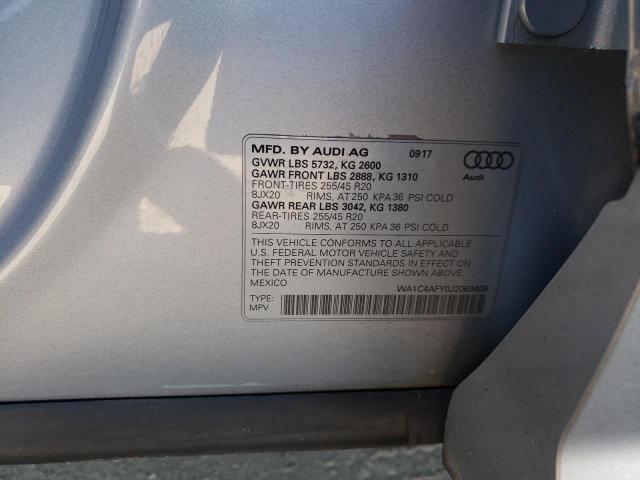 MFD. BY AUDI AG 0917
GVWR LBS 5732, KG 2600
GAWR FRONT LBS 2888, KG 1310
FRONT-TIRES 255/45 R20
8JX20 RIMS, AT 250 KPA 36 PSI COLD
GAWR REAR LBS 3042, KG 1380
REAR-TIRES 255/45 R20
8JX20 RIMS, AT 250 KPA 36 PSI COLD
Audi
THIS VEHICLE CONFORMS TO ALL APPLICABLE
U.S. FEDERAL MOTOR VEHICLE SAFETY AND
THEFT PREVENTION STANDARDS IN EFFECT ON THE
DATE OF MANUFACTURE SHOWN ABOVE.
MEXICO
WA1C4AFY0J2063409
TYPE:
MPV